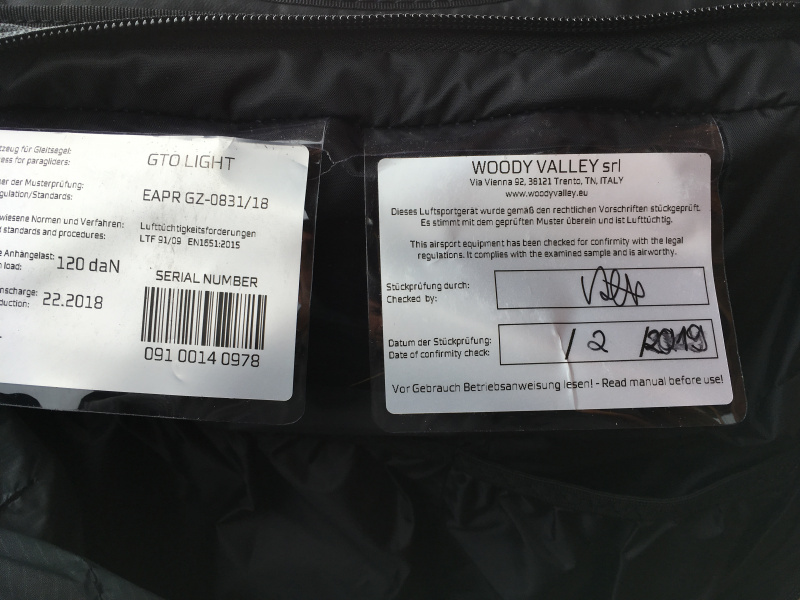 tzeug für Gleitsegel:
ess for paragliders:
GTO LIGHT
er der Musterprüfung:
gulation/Standards:
EAPR GZ-0831/18
wiesene Normen und Verfahren:
d standards and procedures:
Lufttüchtigkeitsforderungen
LTF 91/09 EN1651:2015
e Anhängelast:
n load:
120 daN
nscharge:
duction:
22.2018
SERIAL NUMBER
091 0014 0978
WOODY VALLEY srl
Via Vienna 92, 38121 Trento, TN, ITALY
www.woodyvalley.eu
Dieses Luftsportgerät wurde gemäß den rechtlichen Vorschriften stückgeprüft.
Es stimmt mit dem geprüften Muster überein und ist Lufttüchtig.
This airsport equipment has been checked for confirmity with the legal
regulations. It complies with the examined sample and is airworthy.
Stückprüfung durch:
Checked by:
Datum der Stückprüfung:
Date of confirmity check:
/ 2 /2019
Vor Gebrauch Betriebsanweisung lesen! - Read manual before use!